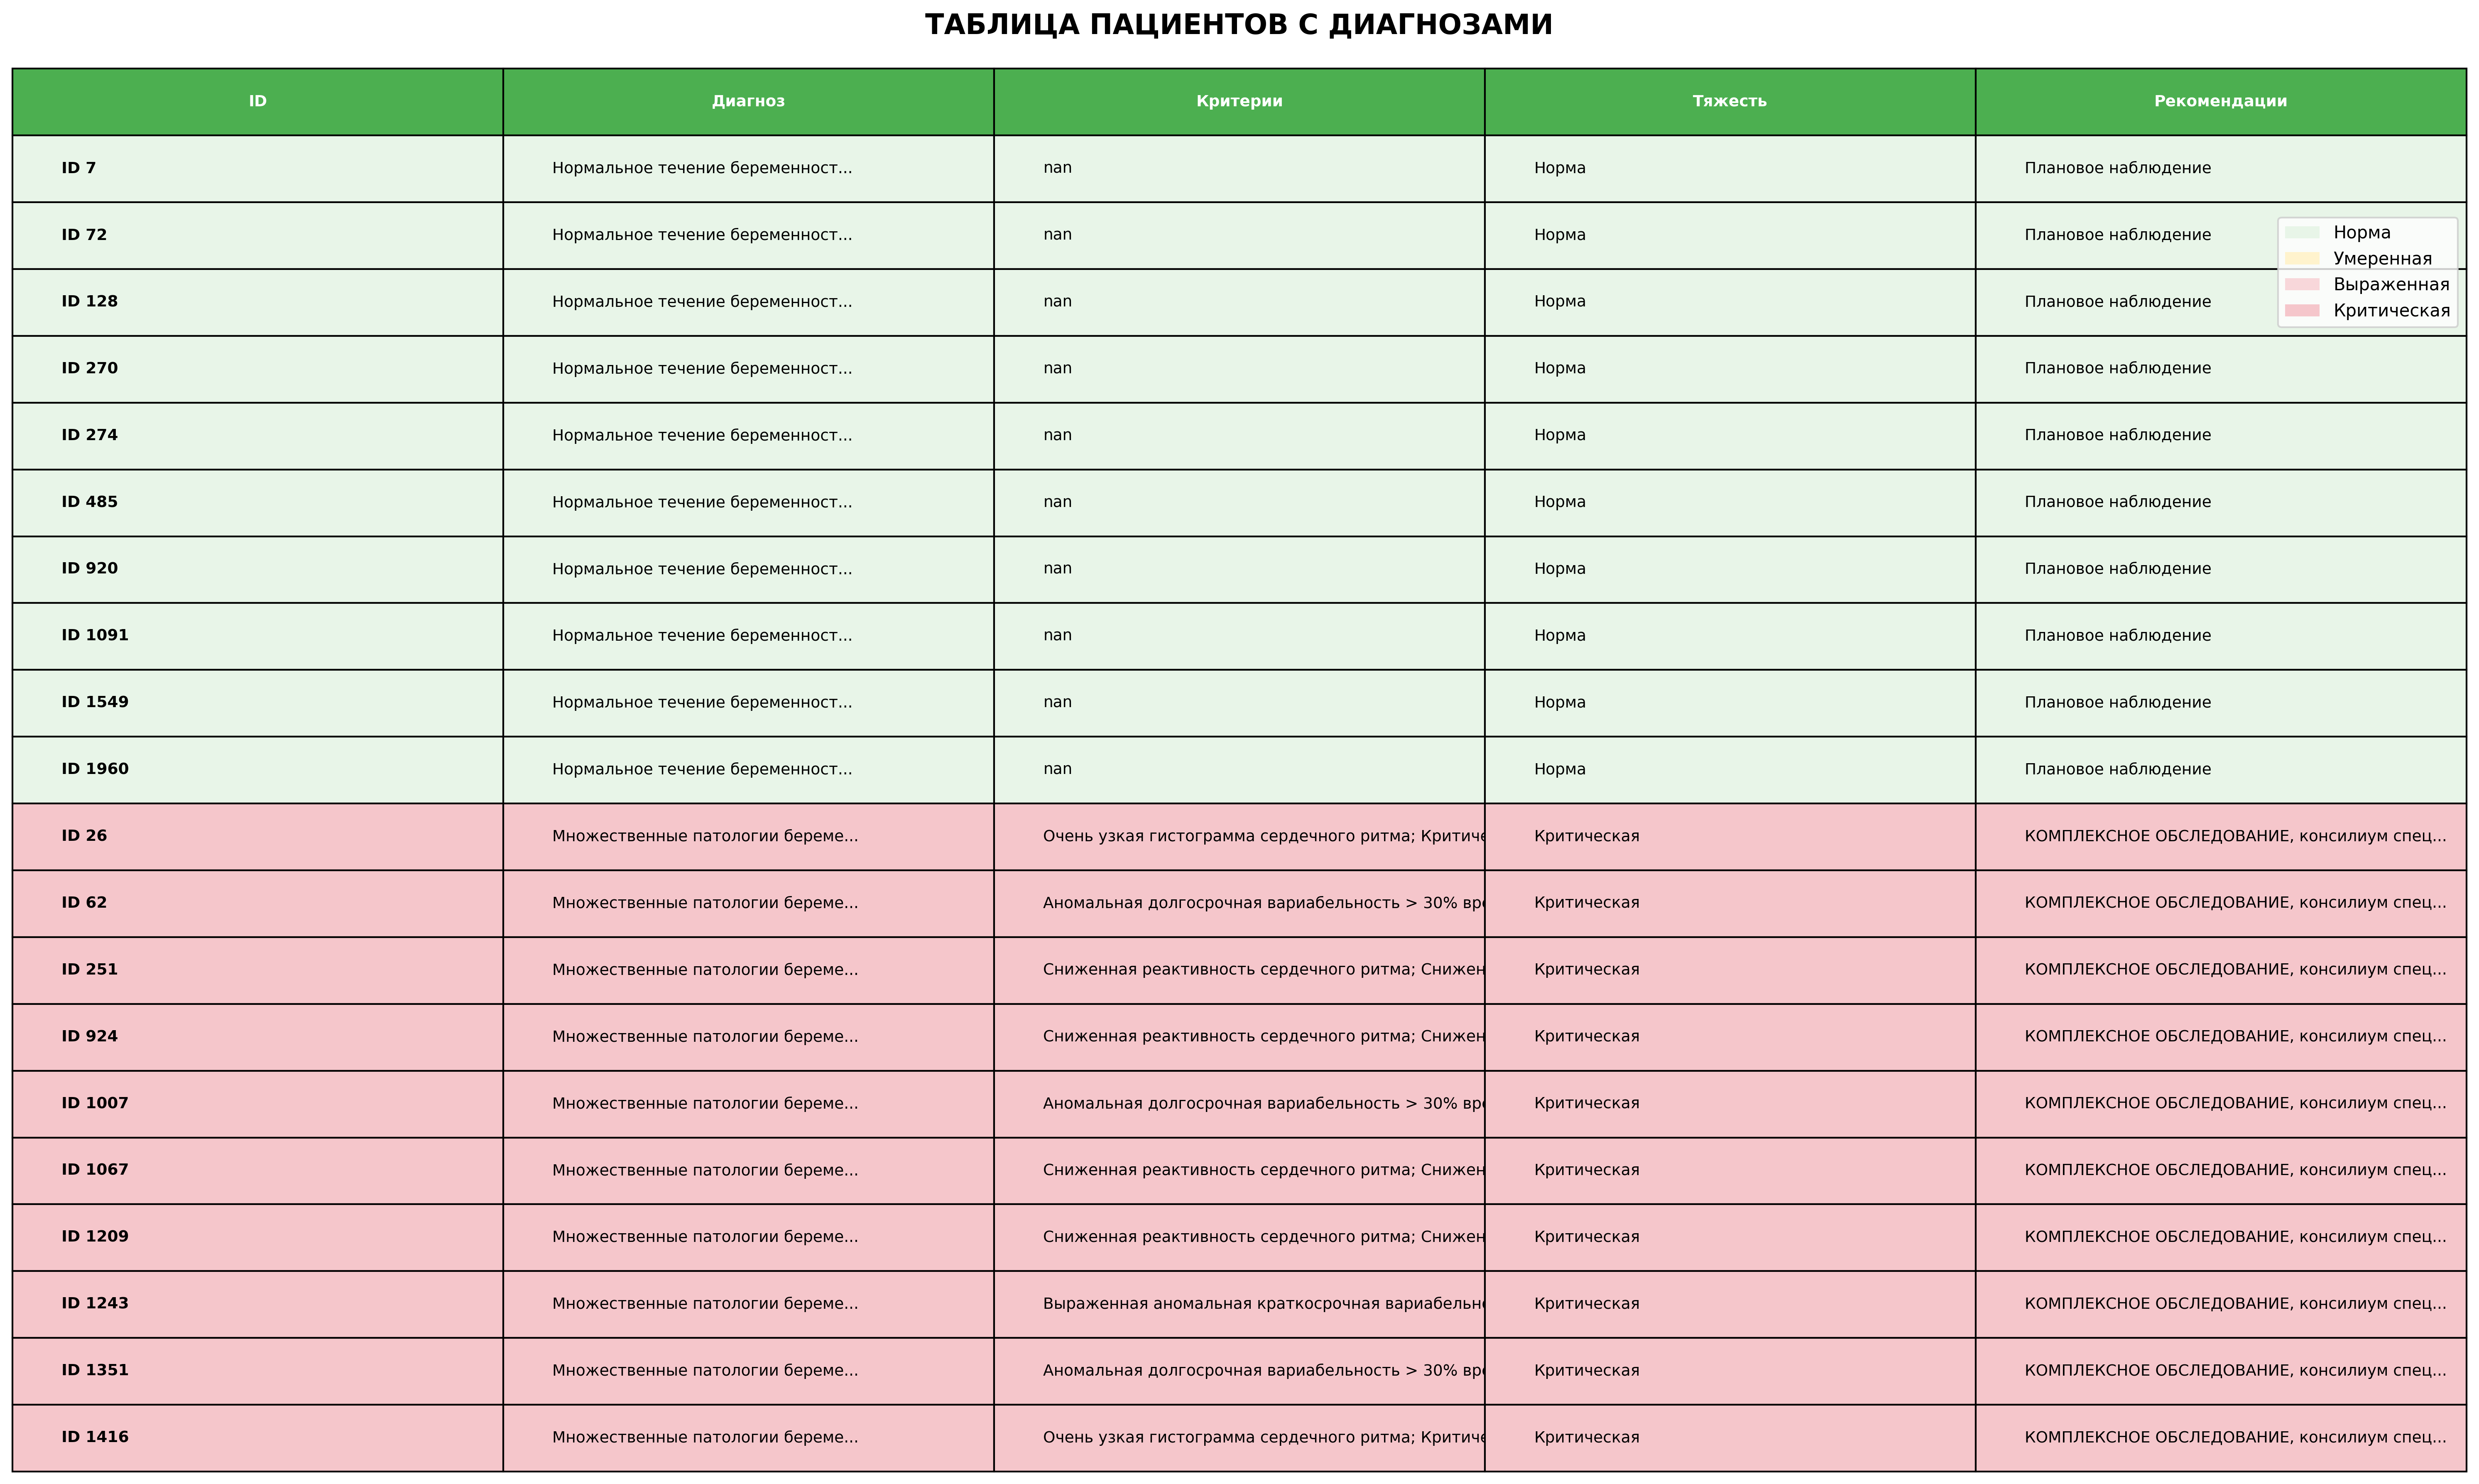 ТАБЛИЦА ПАЦИЕНТОВ С ДИАГНОЗАМИ
ID Диагноз Критерии Тяжесть Рекомендации
ID 7 Нормальное течение беременност... nan Норма Плановое наблюдение
ID 72 Нормальное течение беременност... nan Норма Плановое наблюдение
Норма
Умеренная
Выраженная
Критическая
ID 128 Нормальное течение беременност... nan Норма Плановое наблюдение
ID 270 Нормальное течение беременност... nan Норма Плановое наблюдение
ID 274 Нормальное течение беременност... nan Норма Плановое наблюдение
ID 485 Нормальное течение беременност... nan Норма Плановое наблюдение
ID 920 Нормальное течение беременност... nan Норма Плановое наблюдение
ID 1091 Нормальное течение беременност... nan Норма Плановое наблюдение
ID 1549 Нормальное течение беременност... nan Норма Плановое наблюдение
ID 1960 Нормальное течение беременност... nan Норма Плановое наблюдение
ID 26 Множественные патологии береме... Очень узкая гистограмма сердечного ритма; Критиче Критическая КОМПЛЕКСНОЕ ОБСЛЕДОВАНИЕ, консилиум спец...
ID 62 Множественные патологии береме... Аномальная долгосрочная вариабельность > 30% вре Критическая КОМПЛЕКСНОЕ ОБСЛЕДОВАНИЕ, консилиум спец...
ID 251 Множественные патологии береме... Сниженная реактивность сердечного ритма; Снижен Критическая КОМПЛЕКСНОЕ ОБСЛЕДОВАНИЕ, консилиум спец...
ID 924 Множественные патологии береме... Сниженная реактивность сердечного ритма; Снижен Критическая КОМПЛЕКСНОЕ ОБСЛЕДОВАНИЕ, консилиум спец...
ID 1007 Множественные патологии береме... Аномальная долгосрочная вариабельность > 30% вре Критическая КОМПЛЕКСНОЕ ОБСЛЕДОВАНИЕ, консилиум спец...
ID 1067 Множественные патологии береме... Сниженная реактивность сердечного ритма; Снижен Критическая КОМПЛЕКСНОЕ ОБСЛЕДОВАНИЕ, консилиум спец...
ID 1209 Множественные патологии береме... Сниженная реактивность сердечного ритма; Снижен Критическая КОМПЛЕКСНОЕ ОБСЛЕДОВАНИЕ, консилиум спец...
ID 1243 Множественные патологии береме... Выраженная аномальная краткосрочная вариабельно Критическая КОМПЛЕКСНОЕ ОБСЛЕДОВАНИЕ, консилиум спец...
ID 1351 Множественные патологии береме... Аномальная долгосрочная вариабельность > 30% вре Критическая КОМПЛЕКСНОЕ ОБСЛЕДОВАНИЕ, консилиум спец...
ID 1416 Множественные патологии береме... Очень узкая гистограмма сердечного ритма; Критиче Критическая КОМПЛЕКСНОЕ ОБСЛЕДОВАНИЕ, консилиум спец...